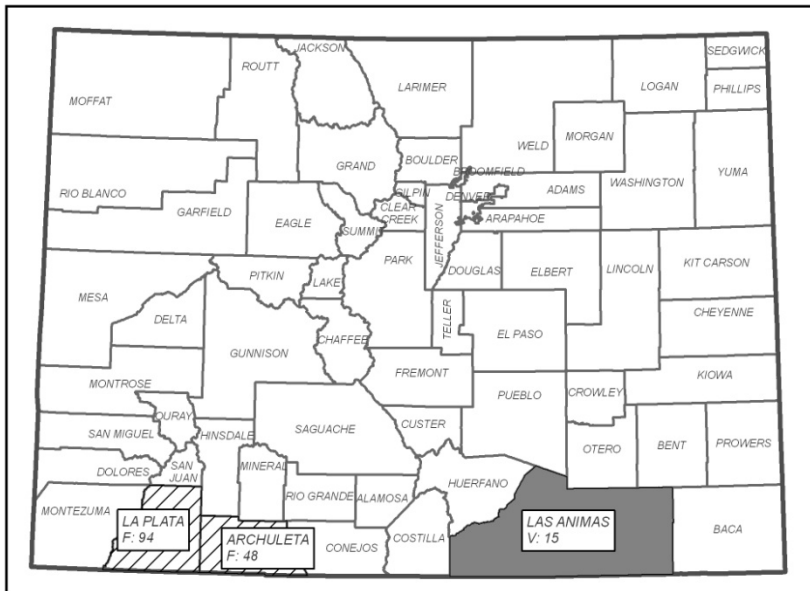 JACKSON
SEDGWICK
ROUTT
LARIMER
LOGAN
PHILLIPS
MOFFAT
MORGAN
WELD
GRAND
BOULDER
BROOMFIELD
YUMA
RIO BLANCO
GILPIN
DENVER
ADAMS
WASHINGTON
GARFIELD
CLEAR
CREEK
EAGLE
SUMMIT
JEFFERSON
ARAPAHOE
PITKIN
LAKE
PARK
DOUGLAS
ELBERT
LINCOLN
KIT CARSON
MESA
DELTA
TELLER
CHEYENNE
GUNNISON
CHAFFEE
EL PASO
FREMONT
MONTROSE
CROWLEY
KIOWA
OURAY
PUEBLO
SAN MIGUEL
HINSDALE
SAGUACHE
CUSTER
OTERO
BENT
PROWERS
DOLORES
SAN
JUAN
MINERAL
HUERFANO
RIO GRANDE
ALAMOSA
MONTEZUMA
LA PLATA
F: 94
ARCHULETA
F: 48
CONEJOS
COSTILLA
LAS ANIMAS
V: 15
BACA